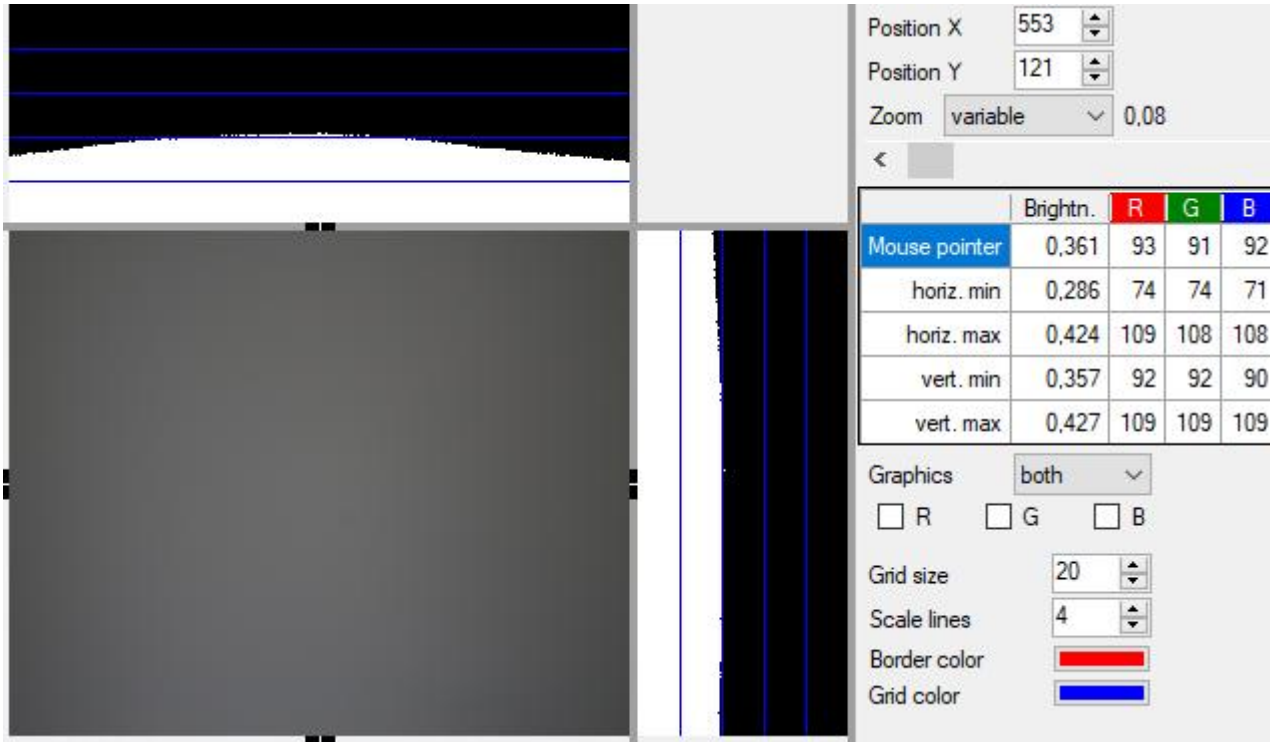 Position X 553
Position Y 121
Zoom variable 0,08
<
Brightn. R G B
Mouse pointer 0,361 93 91 92
horiz. min 0,286 74 74 71
horiz. max 0,424 109 108 108
vert. min 0,357 92 92 90
vert. max 0,427 109 109 109
Graphics both
R G B
Grid size 20
Scale lines 4
Border color
Grid color